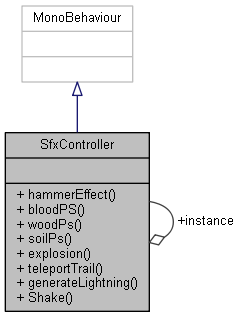 MonoBehaviour
SfxController
+ hammerEffect()
+ bloodPS()
+ woodPs()
+ soilPs()
+ explosion()
+ teleportTrail()
+ generateLightning()
+ Shake()
+instance